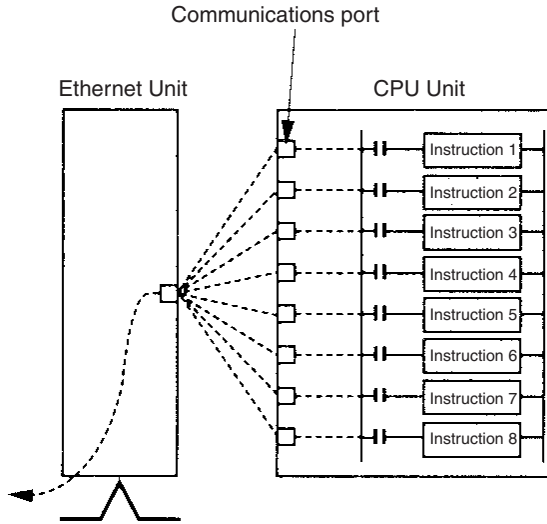 Communications port
Ethernet Unit
CPU Unit
Instruction 1
Instruction 2
Instruction 3
Instruction 4
Instruction 5
Instruction 6
Instruction 7
Instruction 8